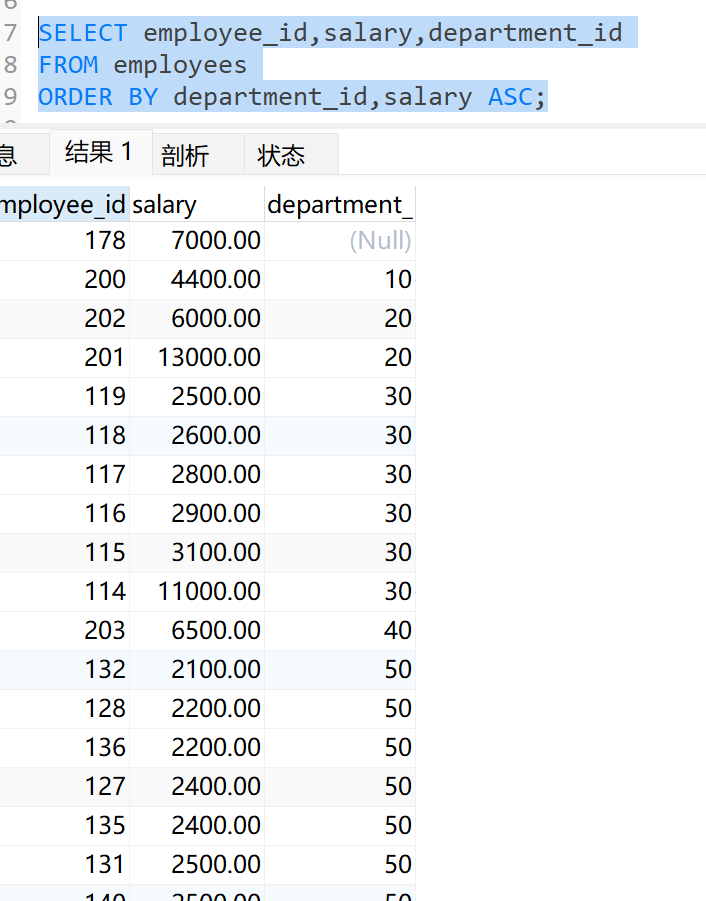 7 SELECT employee_id,salary,department_id
8 FROM employees
9 ORDER BY department_id,salary ASC;
息 结果 1 剖析 状态
mployee_id salary department_
178 7000.00 (Null)
200 4400.00 10
202 6000.00 20
201 13000.00 20
119 2500.00 30
118 2600.00 30
117 2800.00 30
116 2900.00 30
115 3100.00 30
114 11000.00 30
203 6500.00 40
132 2100.00 50
128 2200.00 50
136 2200.00 50
127 2400.00 50
135 2400.00 50
131 2500.00 50
140 2500.00 50